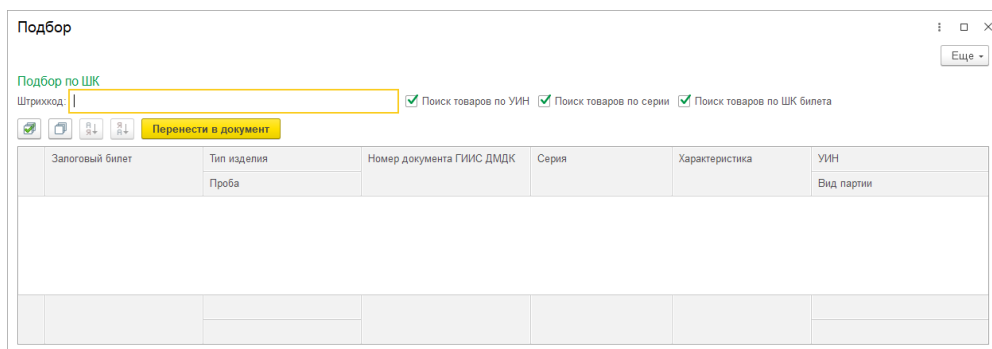 Подбор
Еще
Подбор по ШК
Штрихкод: Поиск товаров по УИН Поиск товаров по серии Поиск товаров по ШК билета
Перенести в документ
Залоговый билет Тип изделия Номер документа ГИИС ДМДК Серия Характеристика УИН
Проба Вид партии